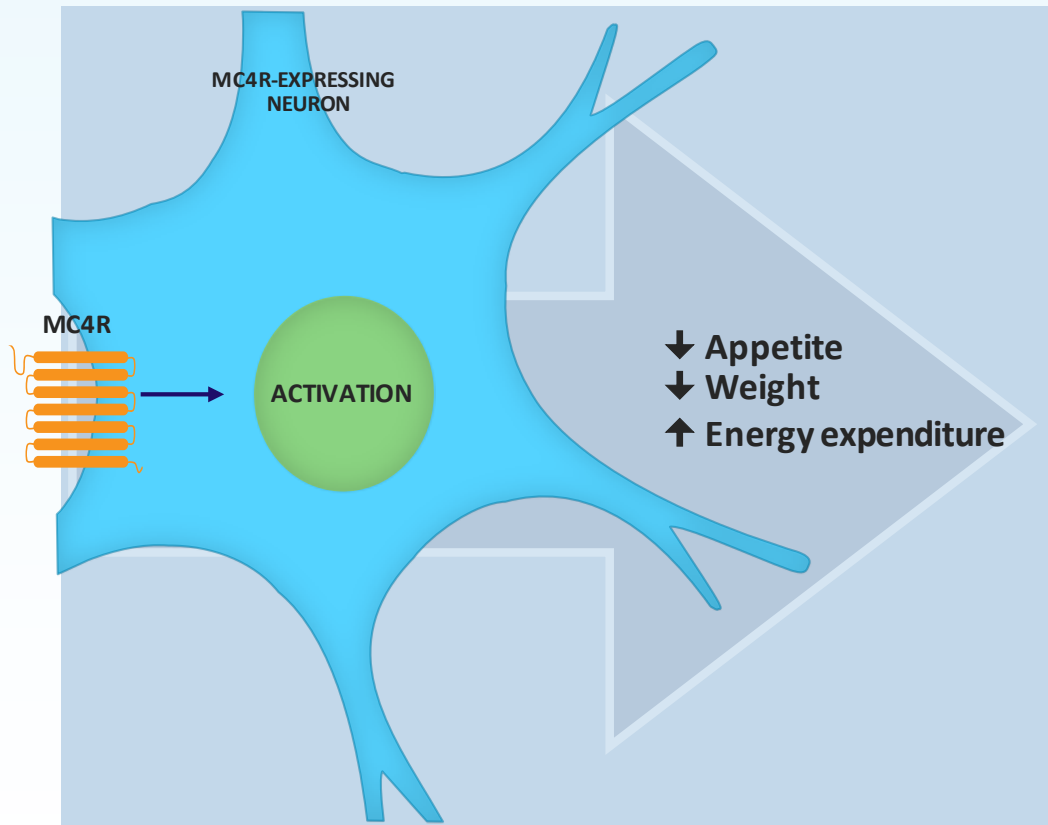 MC4R-EXPRESSING
NEURON
MC4R
ACTIVATION
↓ Appetite
↓ Weight
↑ Energy expenditure